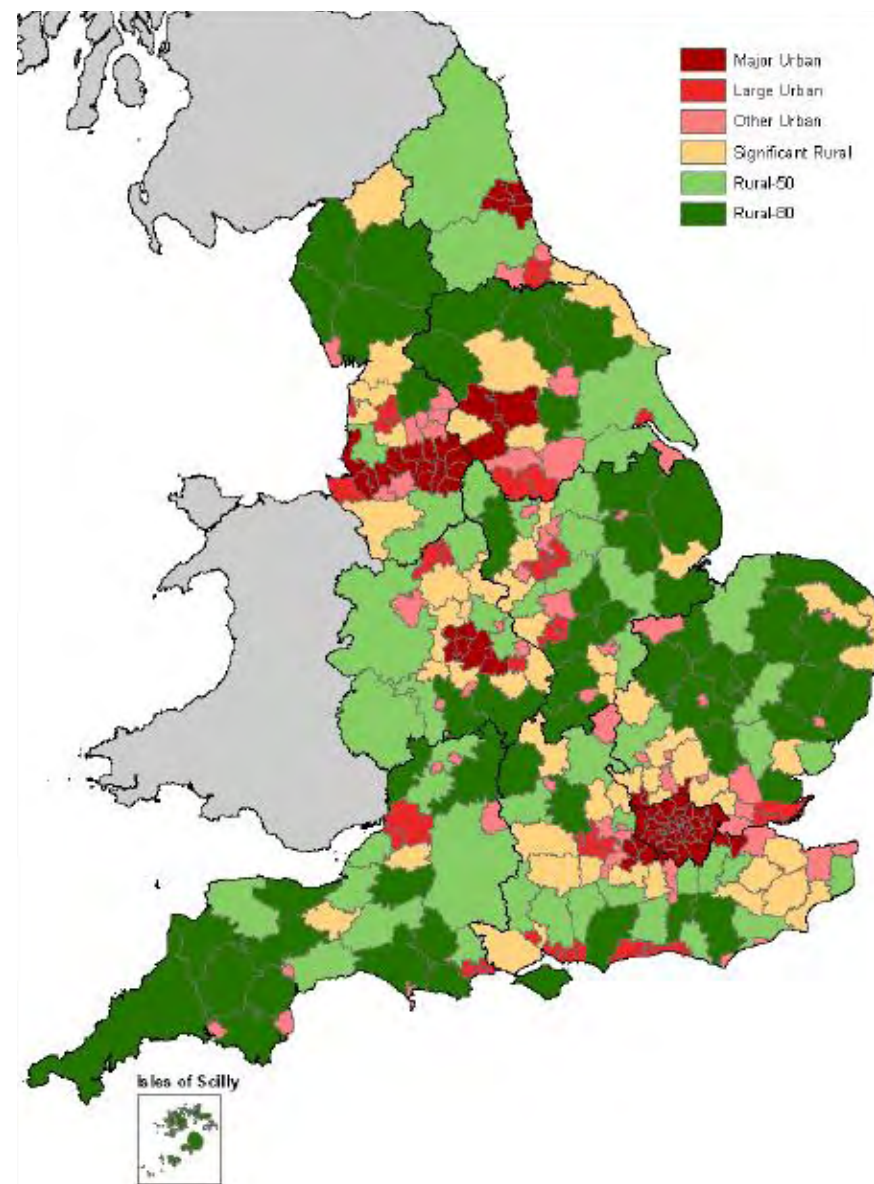 Major Urban
Large Urban
Other Urban
Significant Rural
Rural-50
Rural-80
Isles of Scilly